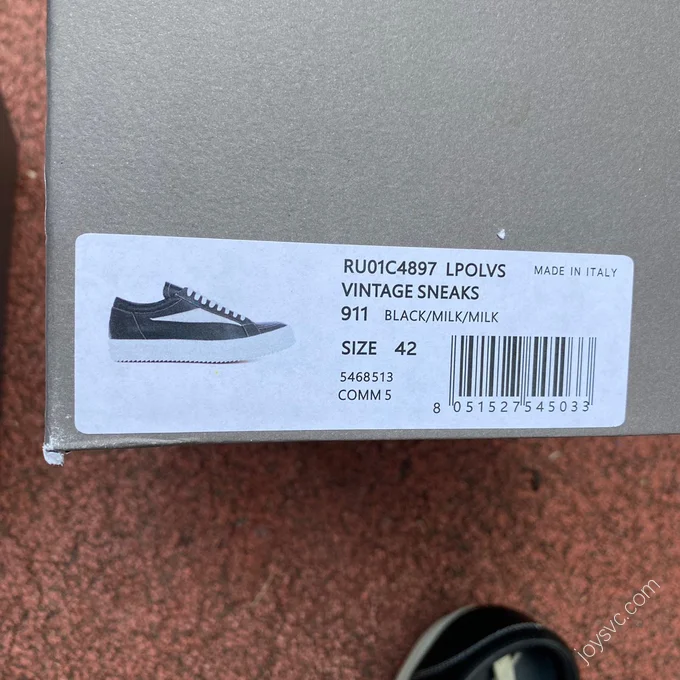 RU01C4897 LPOLVS MADE IN ITALY
VINTAGE SNEAKS
911 BLACK/MILK/MILK
SIZE 42
5468513
COMM 5
8 051527 545033
joysvc.com